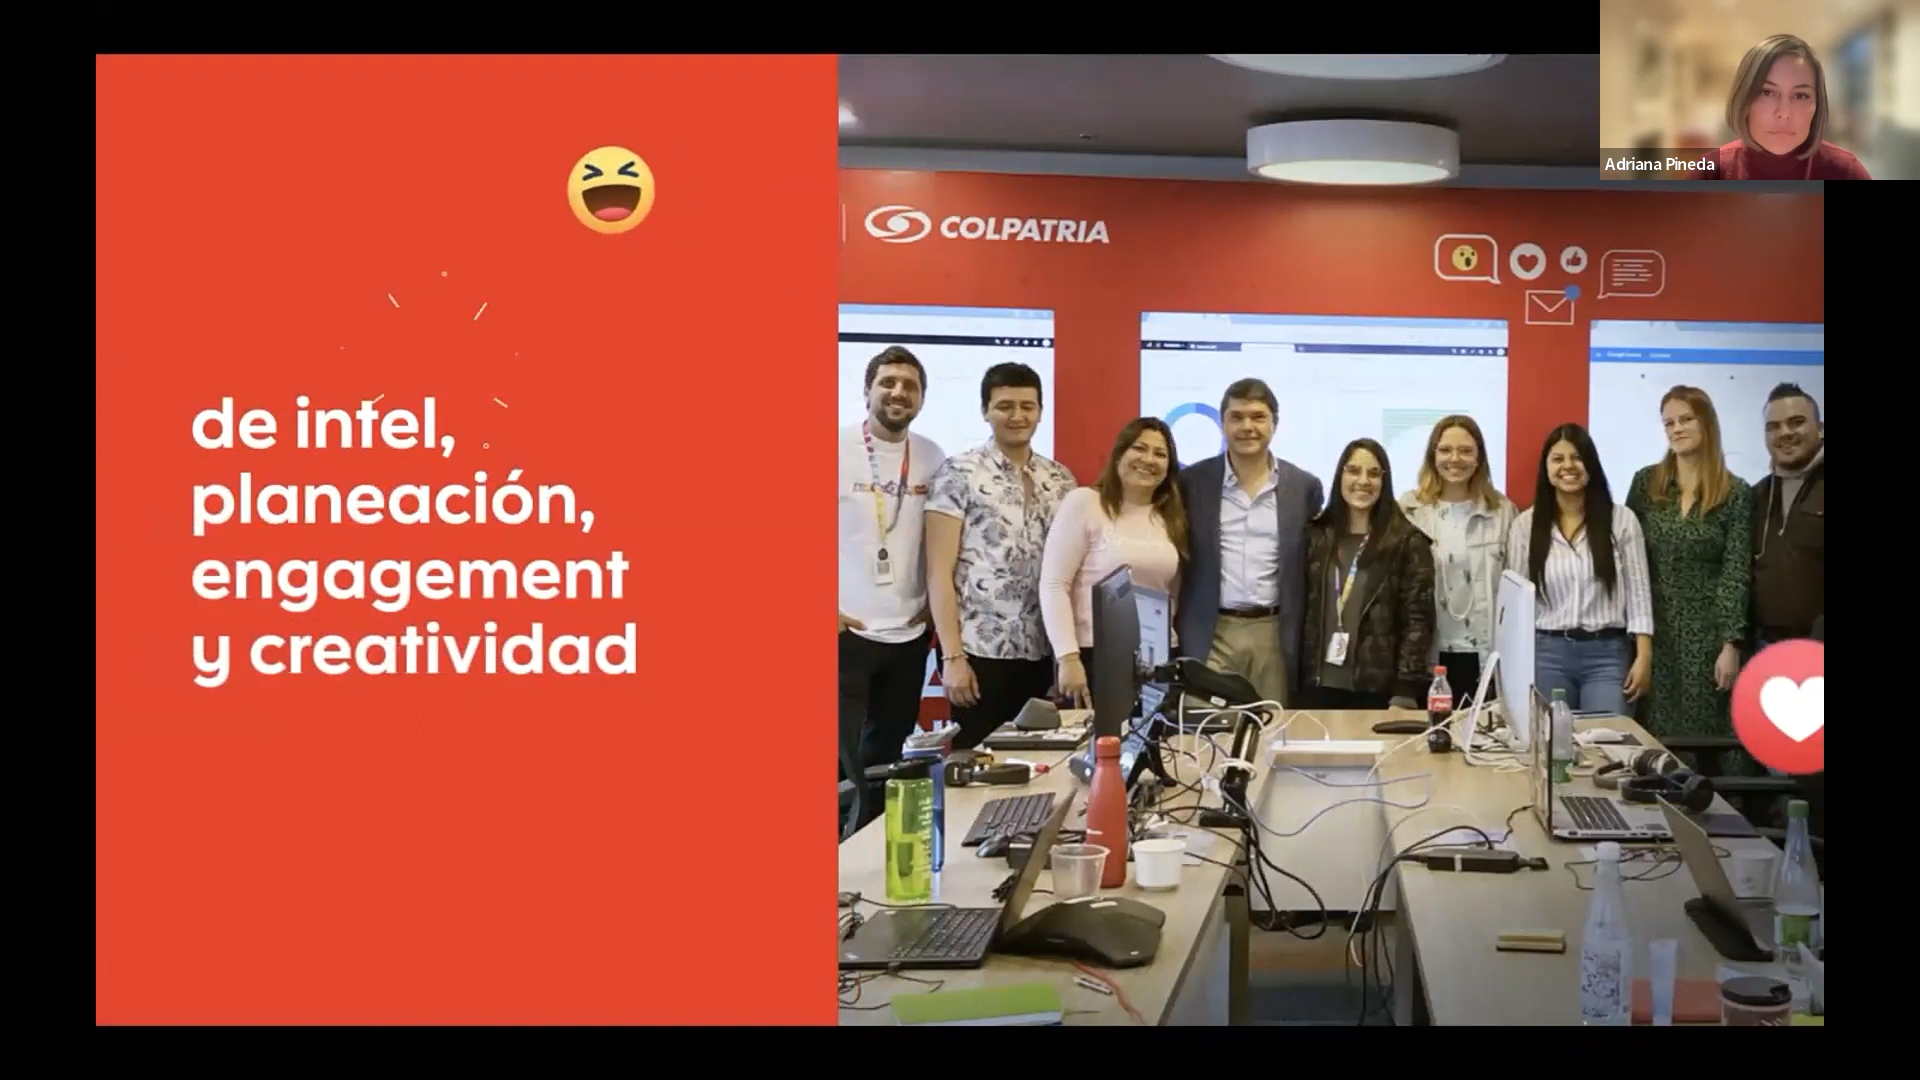 Adriana Pineda
COLPATRIA
de intel,
planeación,
engagement
y creatividad